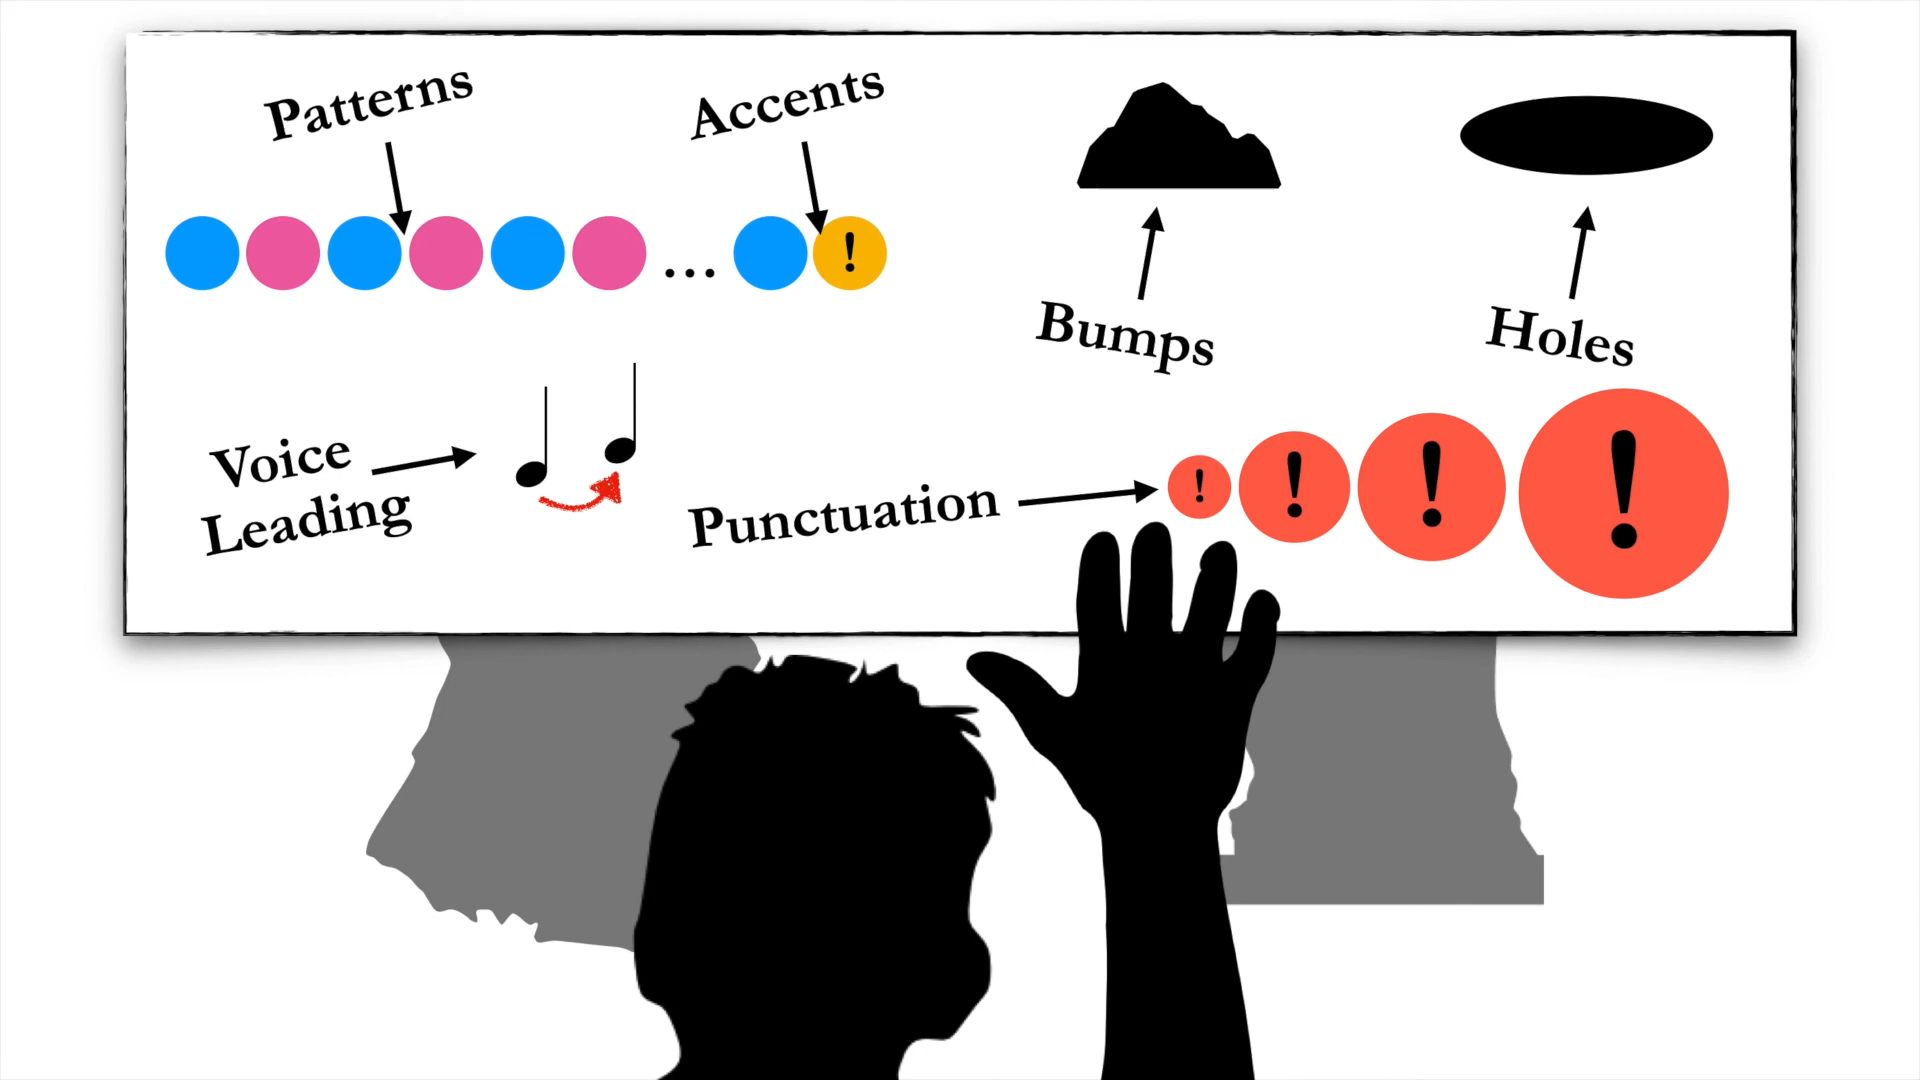 Patterns
Accents
...
!
Bumps
Holes
Voice
Leading
Punctuation
!
!
!
!